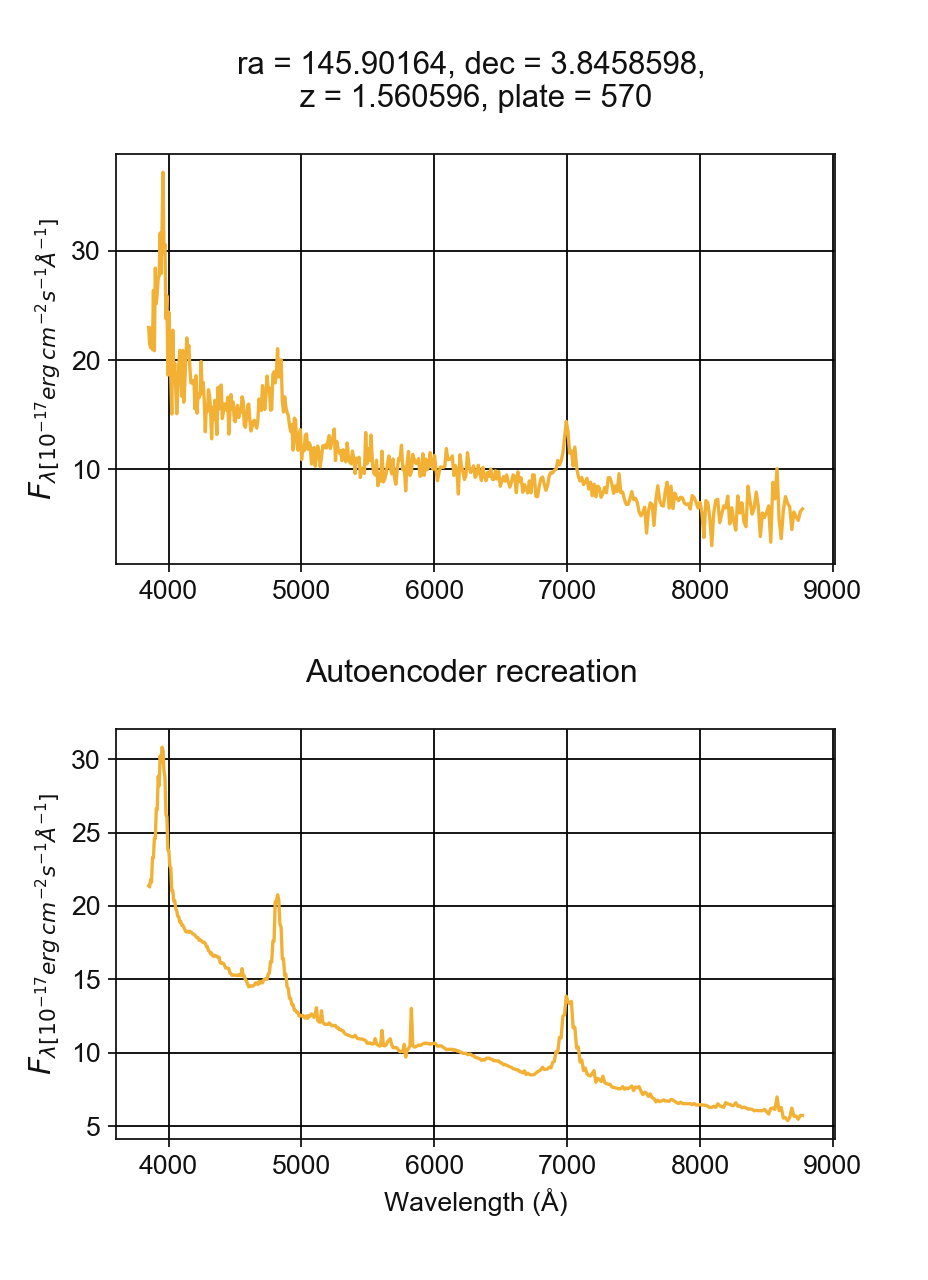 ra = 145.90164, dec = 3.8458598,
z = 1.560596, plate = 570
Fλ[10⁻¹⁷erg cm⁻²s⁻¹Å⁻¹]
30
20
10
4000 5000 6000 7000 8000 9000
Autoencoder recreation
Fλ[10⁻¹⁷erg cm⁻²s⁻¹Å⁻¹]
30
25
20
15
10
5
4000 5000 6000 7000 8000 9000
Wavelength (Å)